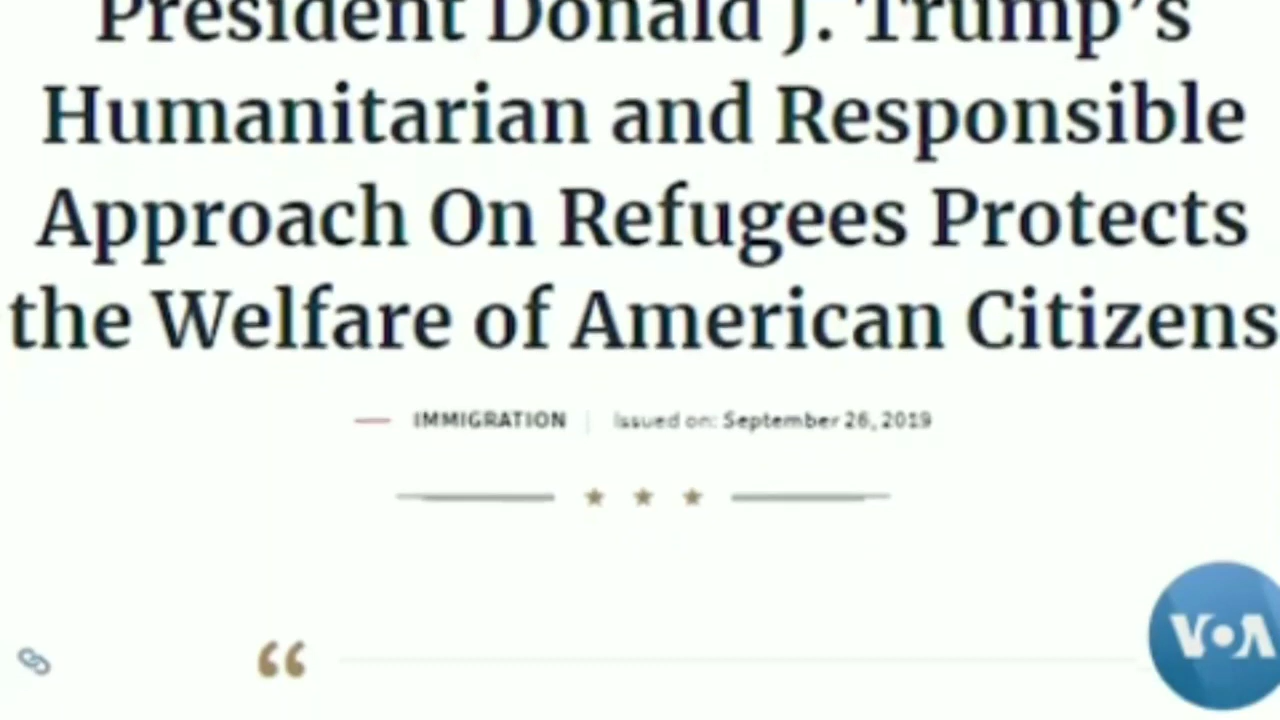 President Donald J. Trump's
Humanitarian and Responsible
Approach On Refugees Protects
the Welfare of American Citizens
IMMIGRATION | Issued on: September 26, 2019
“
VOA